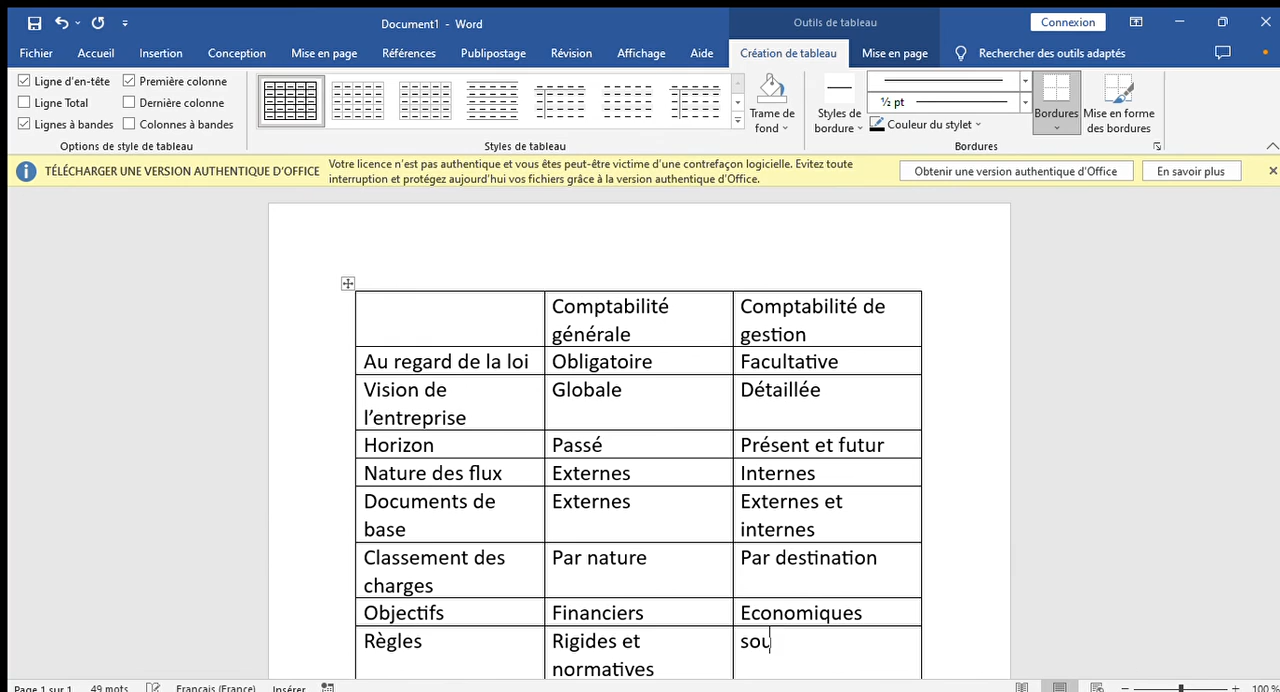 Document1 - Word
Outils de tableau
Connexion
Fichier Accueil Insertion Conception Mise en page Références Publipostage Révision Affichage Aide Création de tableau Mise en page Rechercher des outils adaptés
Ligne d'en-tête Première colonne
Ligne Total Dernière colonne
Lignes à bandes Colonnes à bandes
Options de style de tableau
Styles de tableau
Trame de
fond
Styles de
bordure
½ pt
Couleur du stylet
Bordures
Mise en forme
des bordures
Bordures
TÉLÉCHARGER UNE VERSION AUTHENTIQUE D'OFFICE
Votre licence n'est pas authentique et vous êtes peut-être victime d'une contrefaçon logicielle. Evitez toute
interruption et protégez aujourd'hui vos fichiers grâce à la version authentique d'Office.
Obtenir une version authentique d'Office
En savoir plus
Comptabilité
générale
Comptabilité de
gestion
Au regard de la loi Obligatoire Facultative
Vision de
l’entreprise
Globale
Détaillée
Horizon Passé Présent et futur
Nature des flux Externes Internes
Documents de
base
Externes
Externes et
internes
Classement des
charges
Par nature
Par destination
Objectifs Financiers Economiques
Règles
Rigides et
normatives
sou
Page 1 sur 1 49 mots Français (France) Insérer 100 %